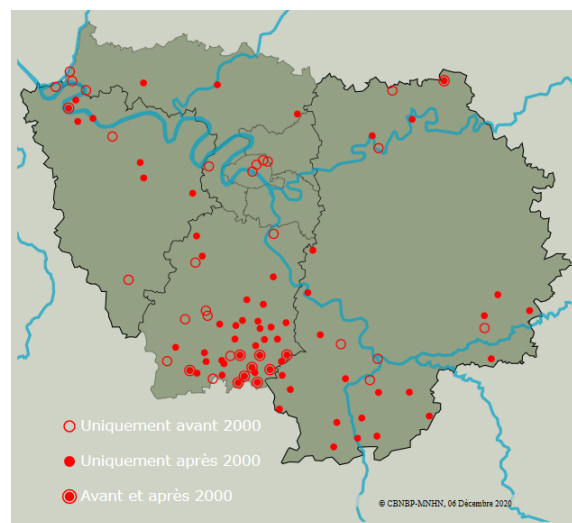 Uniquement avant 2000
Uniquement après 2000
Avant et après 2000
© CBNBP-MNHN, 06 Décembre 2020